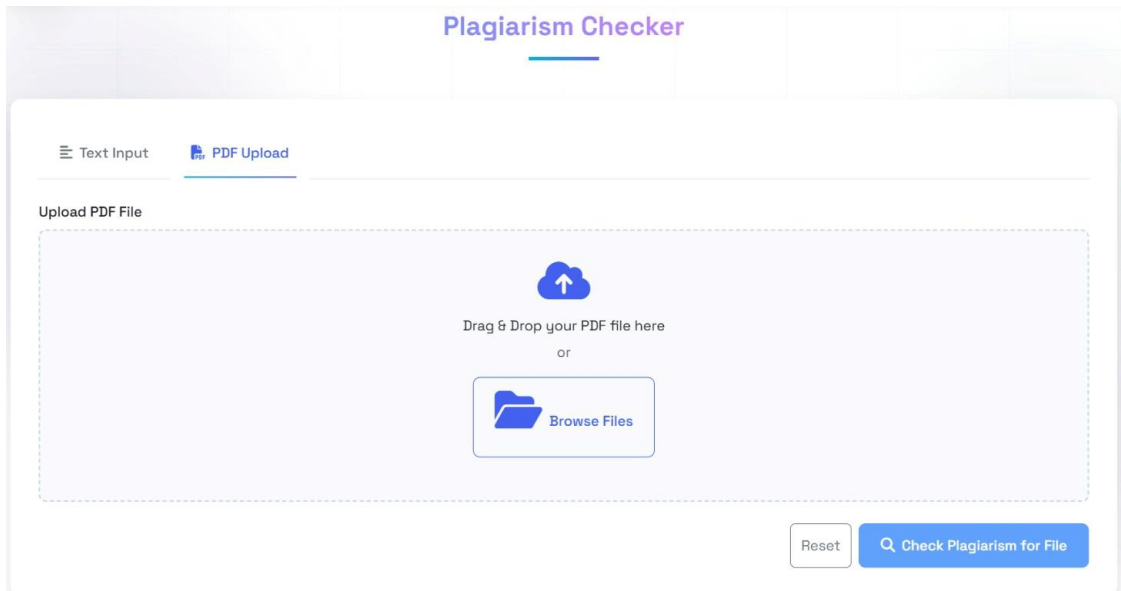 Plagiarism Checker
Text Input
PDF PDF Upload
Upload PDF File
Drag & Drop your PDF file here
or
Browse Files
Reset
Check Plagiarism for File